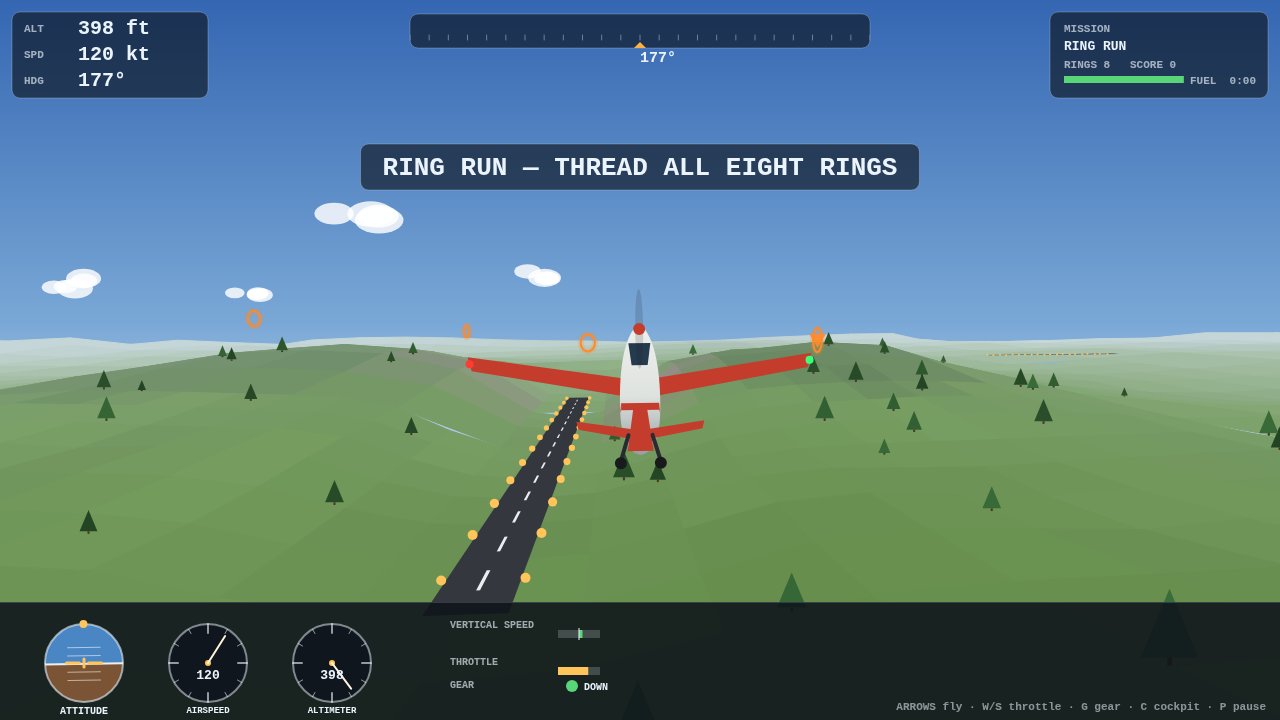 ALT 398 ft
SPD 120 kt
HDG 177°
177°
MISSION
RING RUN
RINGS 8 SCORE 0
FUEL 0:00
RING RUN — THREAD ALL EIGHT RINGS
120
398
ATTITUDE
AIRSPEED
ALTIMETER
VERTICAL SPEED
THROTTLE
GEAR DOWN
ARROWS fly · W/S throttle · G gear · C cockpit · P pause